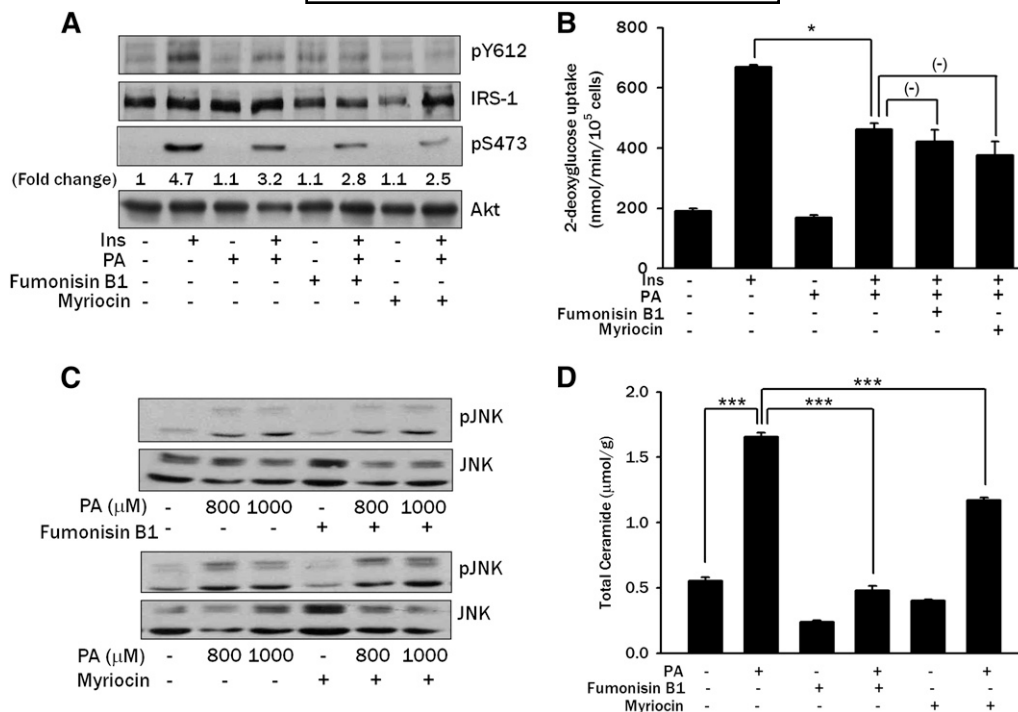 A
pY612
IRS-1
pS473
(Fold change) 1 4.7 1.1 3.2 1.1 2.8 1.1 2.5
Akt
Ins - + - + - + - +
PA - - + + - + - +
Fumonisin B1 - - - - + + - -
Myriocin - - - - - - + +
B
2-deoxyglucose uptake
(nmol/min/10⁵ cells)
800
600
400
200
0
*
(-)
(-)
Ins - + - + + +
PA - - + + + +
Fumonisin B1 - - - - + -
Myriocin - - - - - +
C
pJNK
JNK
PA (μM) - 800 1000 - 800 1000
Fumonisin B1 - - - + + +
pJNK
JNK
PA (μM) - 800 1000 - 800 1000
Myriocin - - - + + +
D
Total Ceramide (μmol/g)
2.0
1.5
1.0
0.5
0.0
***
***
***
PA - + - + - +
Fumonisin B1 - - + + - -
Myriocin - - - - + +